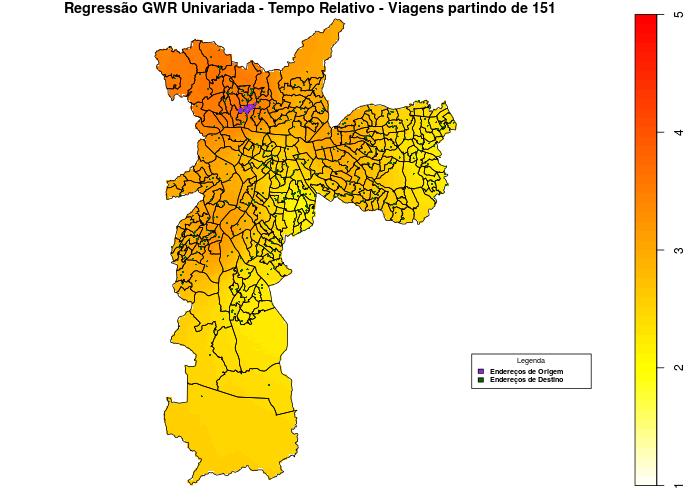 Regressão GWR Univariada - Tempo Relativo - Viagens partindo de 151
5
4
3
2
1
Legenda
Endereços de Origem
Endereços de Destino